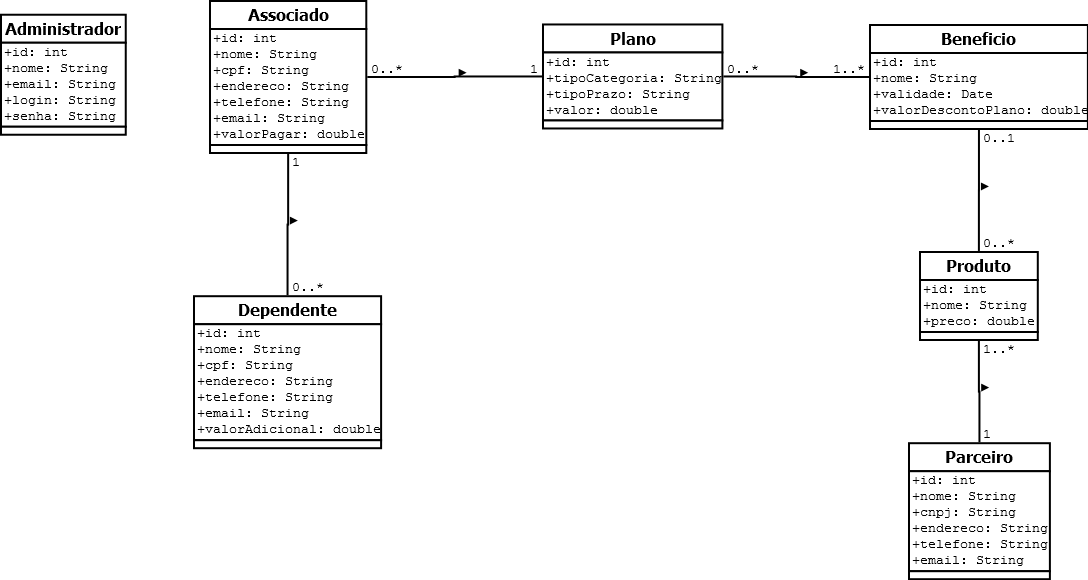 Administrador
+id: int
+nome: String
+email: String
+login: String
+senha: String
Associado
+id: int
+nome: String
+cpf: String
+endereco: String
+telefone: String
+email: String
+valorPagar: double
0..*
1
Plano
+id: int
+tipoCategoria: String
+tipoPrazo: String
+valor: double
0..*
1..*
Beneficio
+id: int
+nome: String
+validade: Date
+valorDescontoPlano: double
1
0..*
Dependente
+id: int
+nome: String
+cpf: String
+endereco: String
+telefone: String
+email: String
+valorAdicional: double
0..1
0..*
Produto
+id: int
+nome: String
+preco: double
1..*
1
Parceiro
+id: int
+nome: String
+cnpj: String
+endereco: String
+telefone: String
+email: String